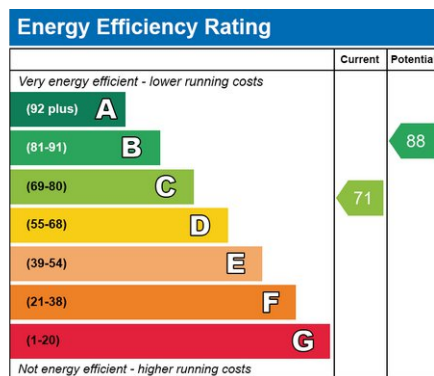 Energy Efficiency Rating
Current Potential
Very energy efficient - lower running costs
(92 plus) A
(81-91) B
88
(69-80) C
71
(55-68) D
(39-54) E
(21-38) F
(1-20) G
Not energy efficient - higher running costs